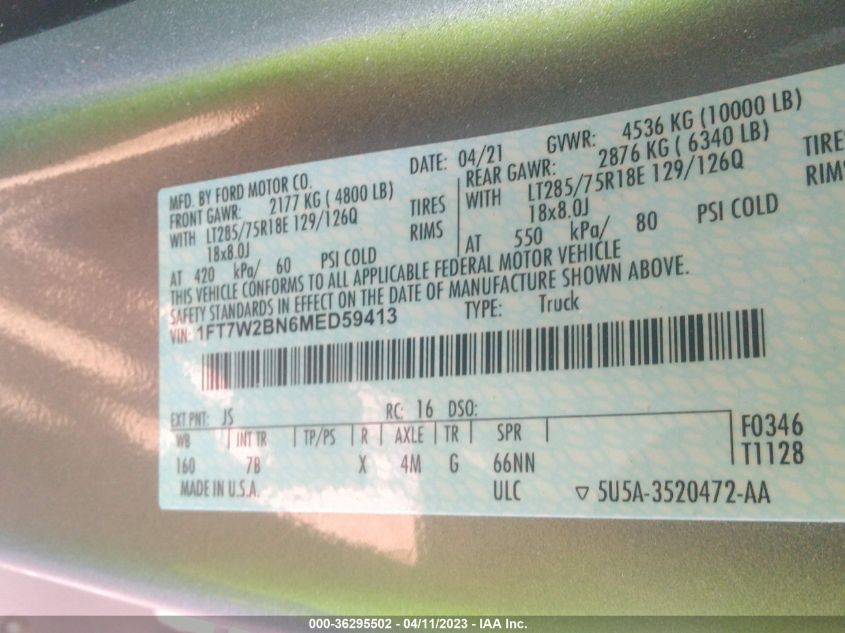 MFD. BY FORD MOTOR CO.
DATE: 04/21
GVWR: 4536 KG (10000 LB)
FRONT GAWR: 2177 KG ( 4800 LB)
REAR GAWR: 2876 KG ( 6340 LB)
WITH LT285/75R18E 129/126Q TIRES
WITH LT285/75R18E 129/126Q TIRES
18x8.0J RIMS
18x8.0J RIMS
AT 420 kPa/ 60 PSI COLD
AT 550 kPa/ 80 PSI COLD
THIS VEHICLE CONFORMS TO ALL APPLICABLE FEDERAL MOTOR VEHICLE
SAFETY STANDARDS IN EFFECT ON THE DATE OF MANUFACTURE SHOWN ABOVE.
VIN: 1FT7W2BN6MED59413
TYPE: Truck
EXT PNT: JS RC: 16 DSO:
WB INT TR TP/PS R AXLE TR SPR
160 7B X 4M G 66NN
F0346
T1128
MADE IN U.S.A. ULC ▽ 5U5A-3520472-AA
000-36295502 - 04/11/2023 - IAA Inc.